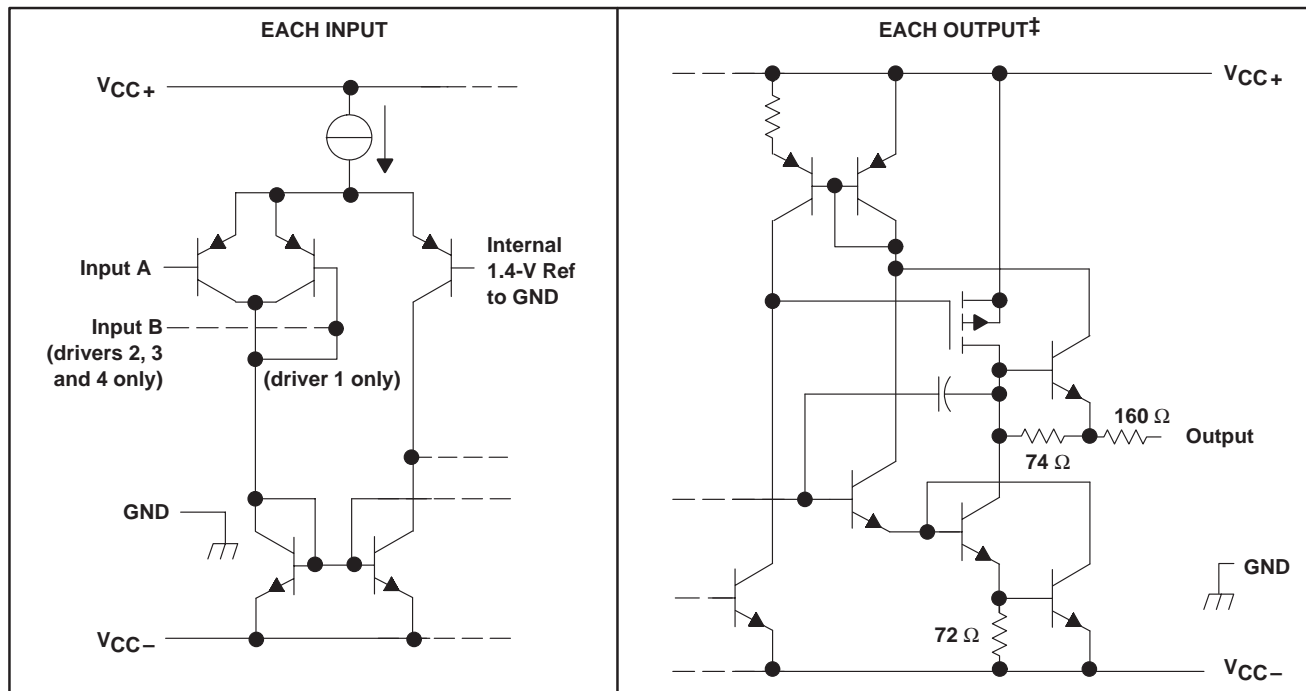 EACH INPUT
VCC+
Input A
Internal
1.4-V Ref
to GND
Input B
(drivers 2, 3
and 4 only)
(driver 1 only)
GND
VCC−
EACH OUTPUT‡
VCC+
160 Ω
Output
74 Ω
GND
72 Ω
VCC−